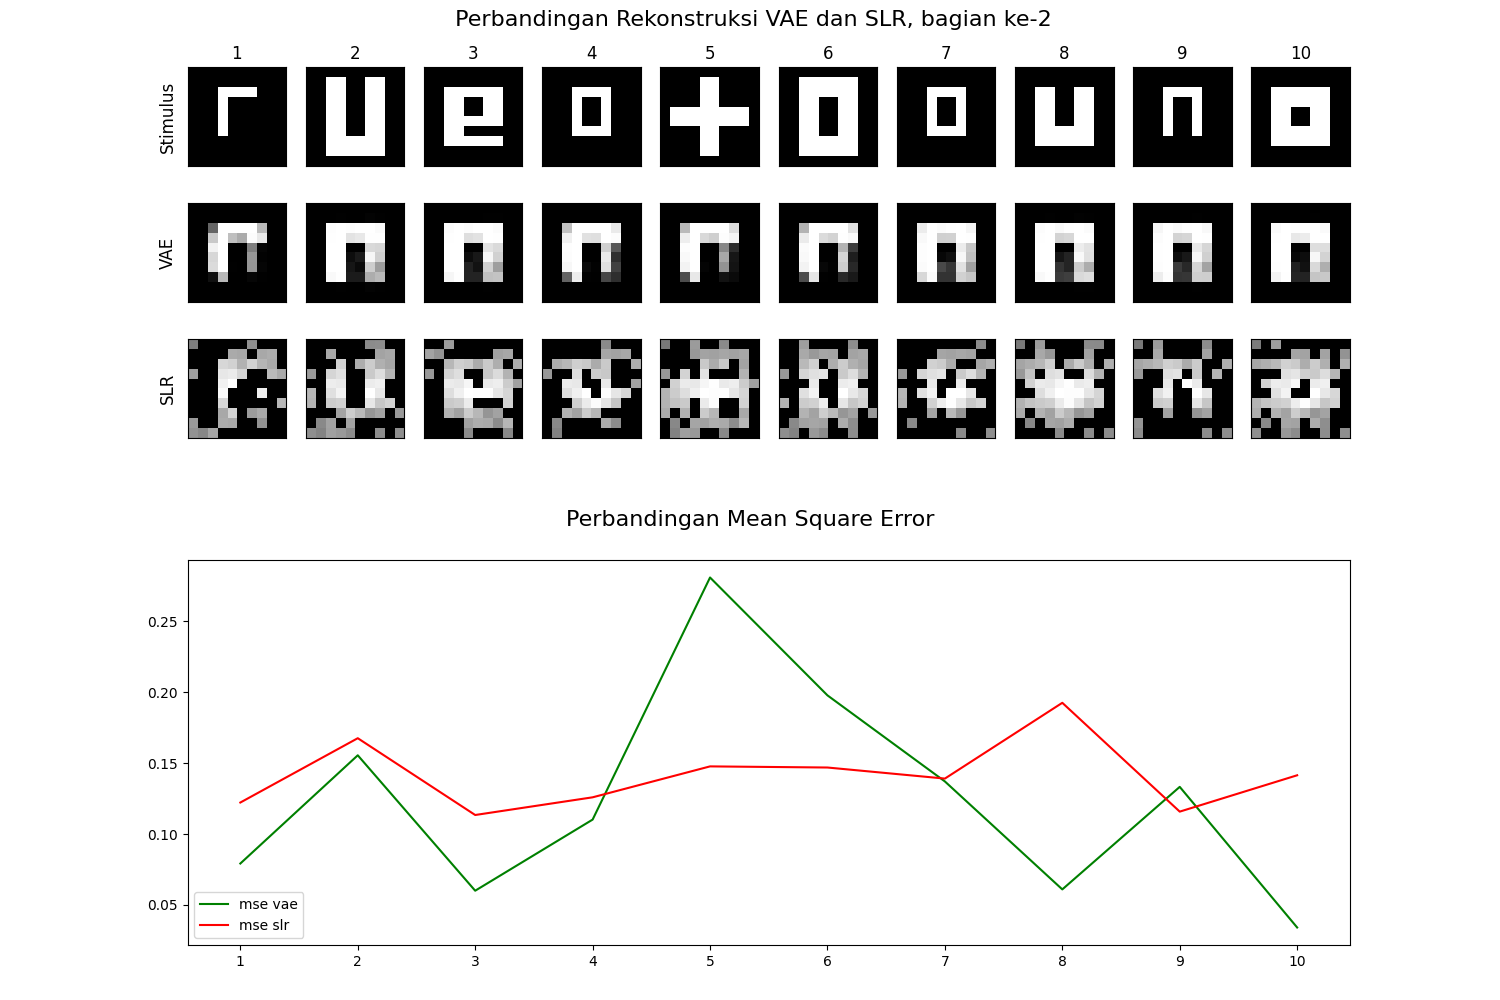 Perbandingan Rekonstruksi VAE dan SLR, bagian ke-2
1 2 3 4 5 6 7 8 9 10
Stimulus
VAE
SLR
Perbandingan Mean Square Error
0.25
0.20
0.15
0.10
0.05
mse vae
mse slr
1 2 3 4 5 6 7 8 9 10